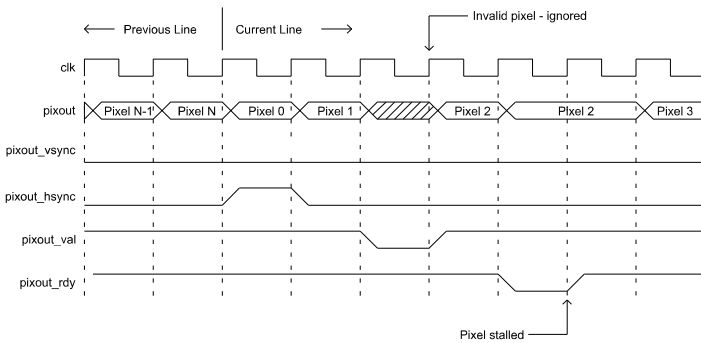 Invalid pixel - ignored
Previous Line
Current Line
clk
pixout
Pixel N-1
Pixel N
Pixel 0
Pixel 1
Pixel 2
PIxel 2
Pixel 3
pixout_vsync
pixout_hsync
pixout_val
pixout_rdy
Pixel stalled